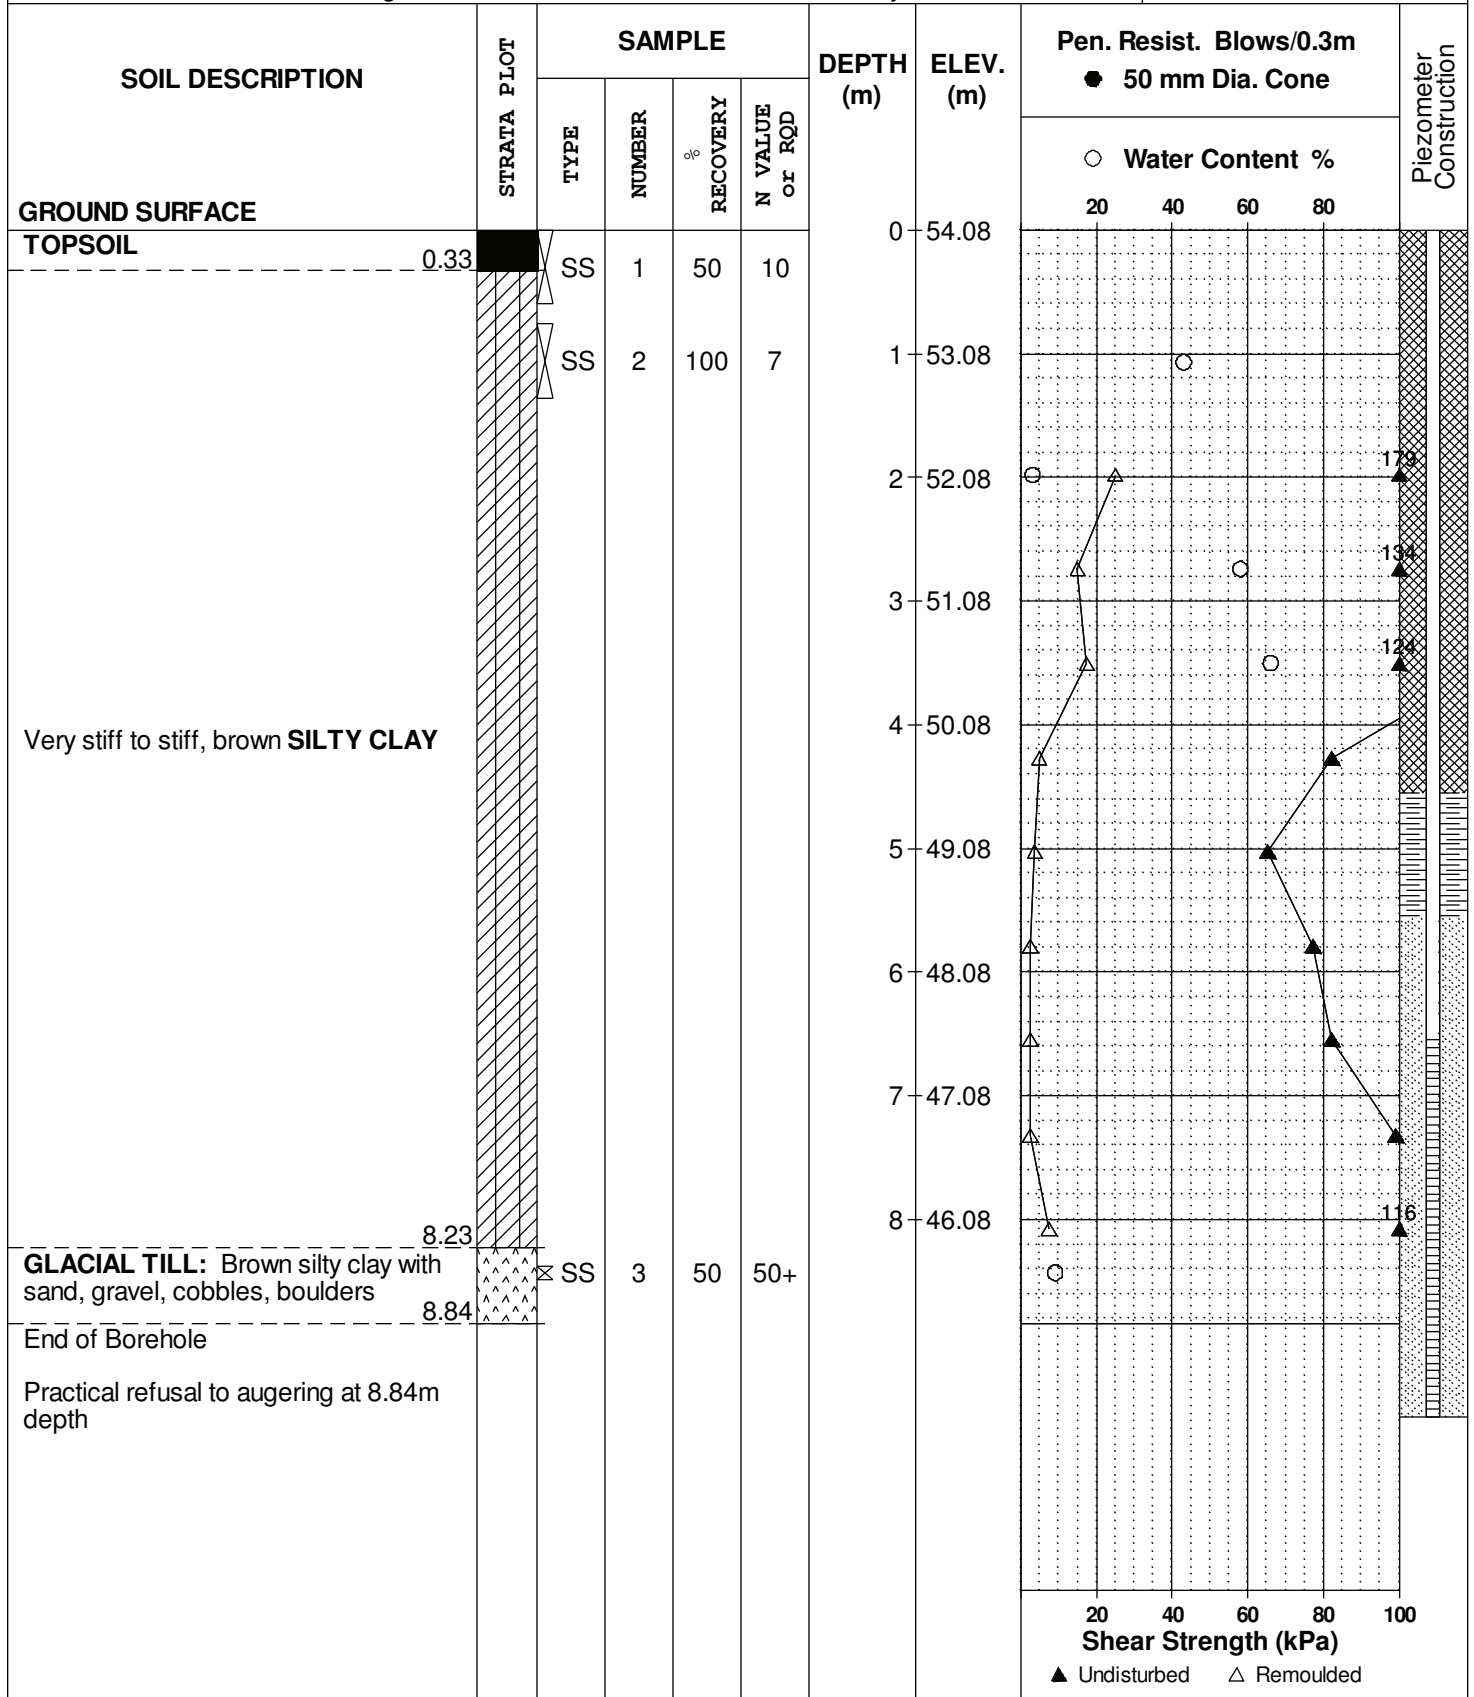 SOIL DESCRIPTION
GROUND SURFACE
STRATA PLOT
SAMPLE
TYPE
NUMBER
%
RECOVERY
N VALUE
or RQD
DEPTH
(m)
ELEV.
(m)
Pen. Resist. Blows/0.3m
● 50 mm Dia. Cone
○ Water Content %
20 40 60 80
Piezometer
Construction
TOPSOIL
0.33
SS 1 50 10
0 54.08
SS 2 100 7
1 53.08
179
2 52.08
134
3 51.08
124
4 50.08
Very stiff to stiff, brown SILTY CLAY
5 49.08
6 48.08
7 47.08
116
8 46.08
8.23
GLACIAL TILL: Brown silty clay with
sand, gravel, cobbles, boulders
SS 3 50 50+
8.84
End of Borehole
Practical refusal to augering at 8.84m
depth
20 40 60 80 100
Shear Strength (kPa)
▲ Undisturbed △ Remoulded